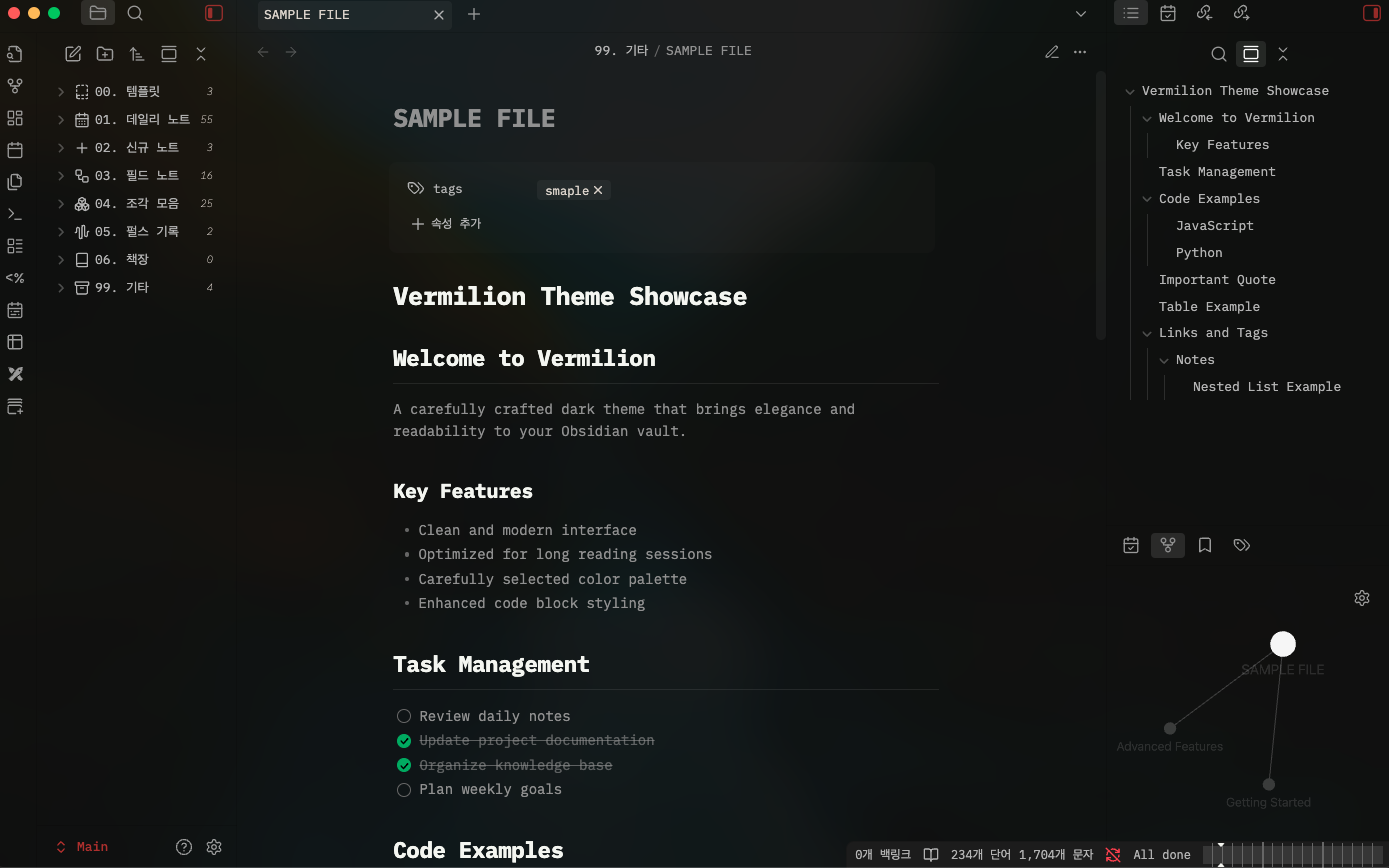 SAMPLE FILE
99. 기타 / SAMPLE FILE
00. 템플릿 3
01. 데일리 노트 55
02. 신규 노트 3
03. 필드 노트 16
04. 조각 모음 25
05. 펄스 기록 2
06. 책장 0
99. 기타 4
<%
Main
SAMPLE FILE
tags smaple
속성 추가
Vermilion Theme Showcase
Welcome to Vermilion
A carefully crafted dark theme that brings elegance and
readability to your Obsidian vault.
Key Features
Clean and modern interface
Optimized for long reading sessions
Carefully selected color palette
Enhanced code block styling
Task Management
Review daily notes
Update project documentation
Organize knowledge base
Plan weekly goals
Code Examples
Vermilion Theme Showcase
Welcome to Vermilion
Key Features
Task Management
Code Examples
JavaScript
Python
Important Quote
Table Example
Links and Tags
Notes
Nested List Example
SAMPLE FILE
Advanced Features
Getting Started
0개 백링크 234개 단어 1,704개 문자 All done